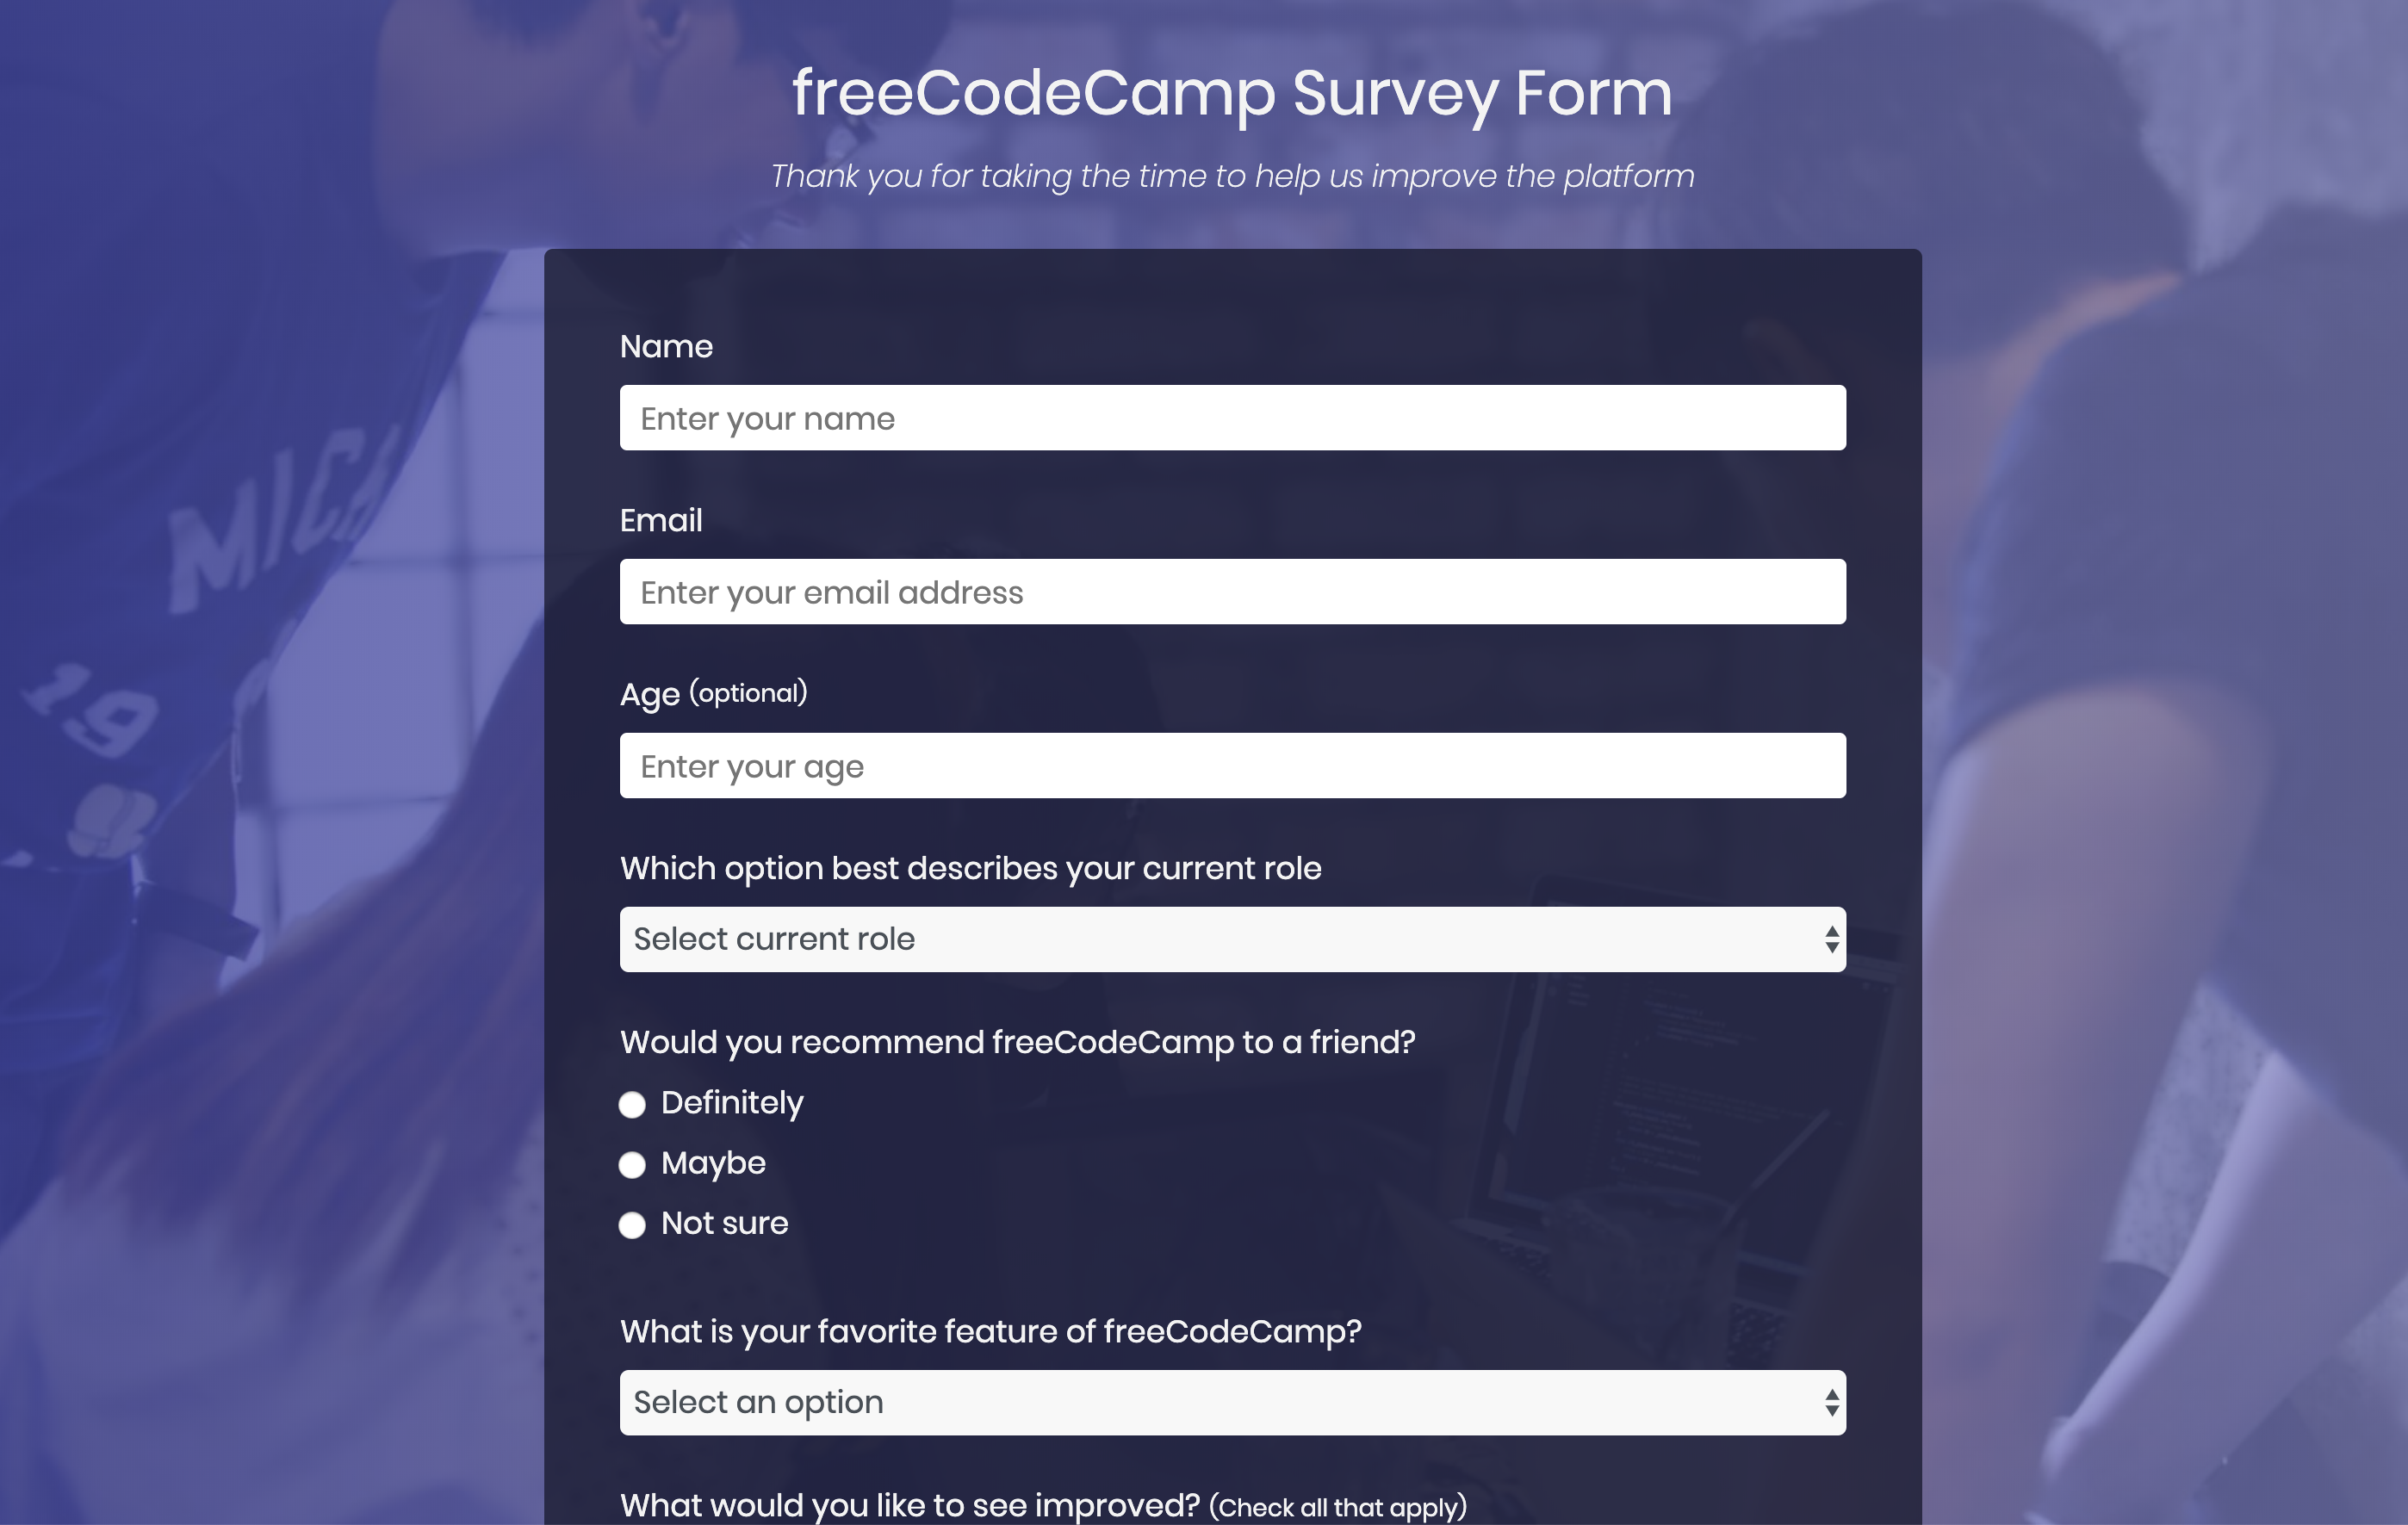 freeCodeCamp Survey Form
Thank you for taking the time to help us improve the platform
Name
Enter your name
Email
Enter your email address
Age (optional)
Enter your age
Which option best describes your current role
Select current role
Would you recommend freeCodeCamp to a friend?
Definitely
Maybe
Not sure
What is your favorite feature of freeCodeCamp?
Select an option
What would you like to see improved? (Check all that apply)
MICH
19